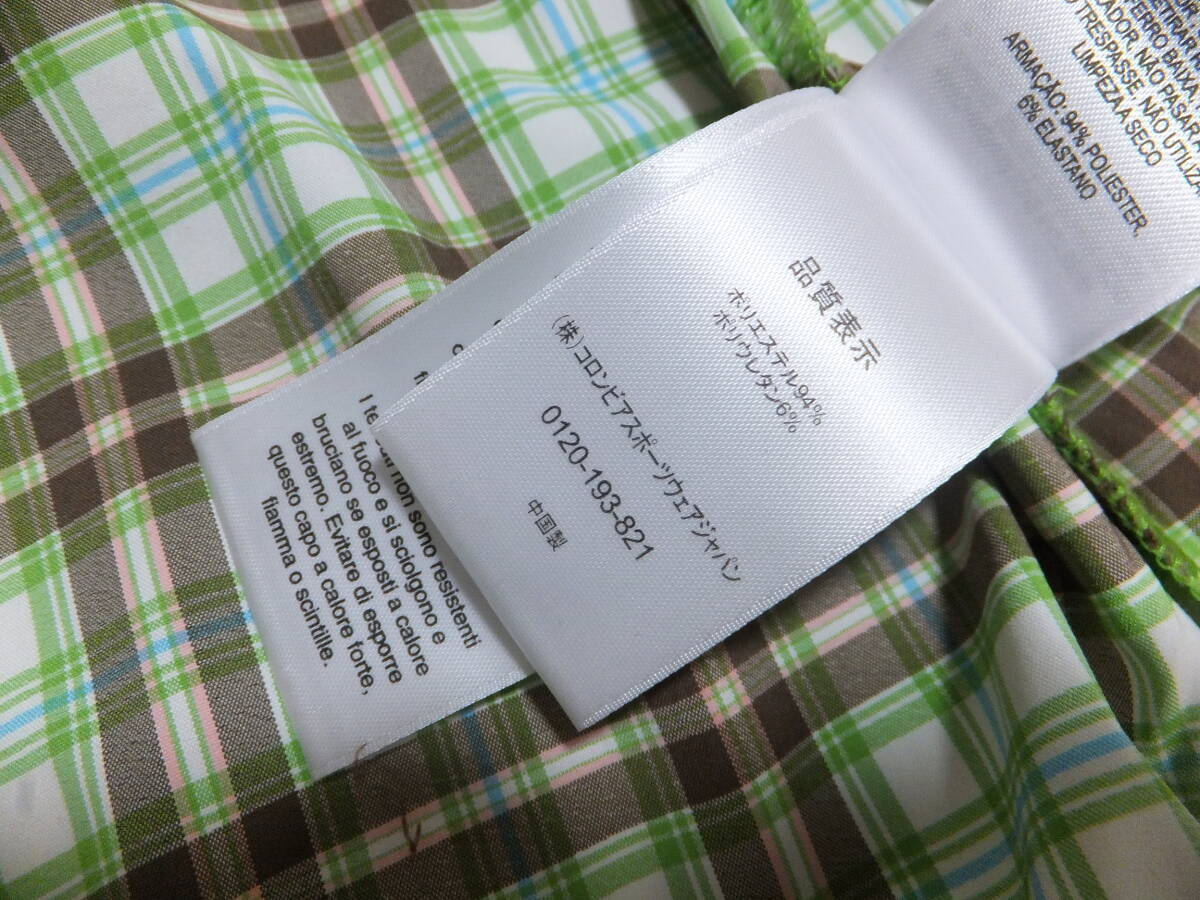 品質表示
ポリエステル94%
ポリウレタン6%
(株)コロンビアスポーツウェアジャパン
0120-193-821
中国製
I te non sono resistenti
al fuoco e si sciolgono e
bruciano se esposti a calore
estremo. Evitare di esporre
questo capo a calore forte,
fiamma o scintille.
ADOR, NÃO PASAR
FERRO BAIXA,
TRESPASSE, NÃO UTILIZ
LIMPEZA A SECO
ARMAÇÃO: 94% POLIESTER,
6% ELASTANO